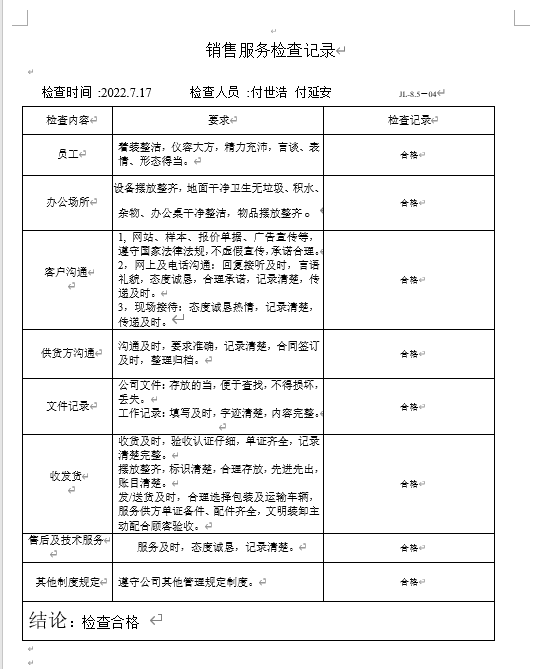 销售服务检查记录
检查时间 :2022.7.17 检查人员 :付世浩 付延安 JL-8.5-04
检查内容 要求 检查记录
员工 着装整洁，仪容大方，精力充沛，言谈、表情、形态得当。 合格
办公场所 设备摆放整齐，地面干净卫生无垃圾、积水、
杂物、办公桌干净整洁，物品摆放整齐。 合格
客户沟通 1, 网站、样本、报价单据、广告宣传等，
遵守国家法律法规，不虚假宣传，承诺合理。
2，网上及电话沟通：回复接听及时，言语
礼貌，态度诚恳，合理承诺，记录清楚，传
递及时。
3，现场接待：态度诚恳热情，记录清楚，
传递及时。 合格
供货方沟通 沟通及时，要求准确，记录清楚，合同签订
及时，整理归档。 合格
文件记录 公司文件：存放的当，便于查找，不得损坏，
丢失。
工作记录：填写及时，字迹清楚，内容完整。 合格
收发货 收货及时，验收认证仔细，单证齐全，记录
清楚完整。
摆放整齐，标识清楚，合理存放，先进先出，
账目清楚。
发/送货及时，合理选择包装及运输车辆，
服务供方单证备件、配件齐全，文明装卸主
动配合顾客验收。 合格
售后及技术服务 服务及时，态度诚恳，记录清楚。 合格
其他制度规定 遵守公司其他管理规定制度。 合格
结论：检查合格